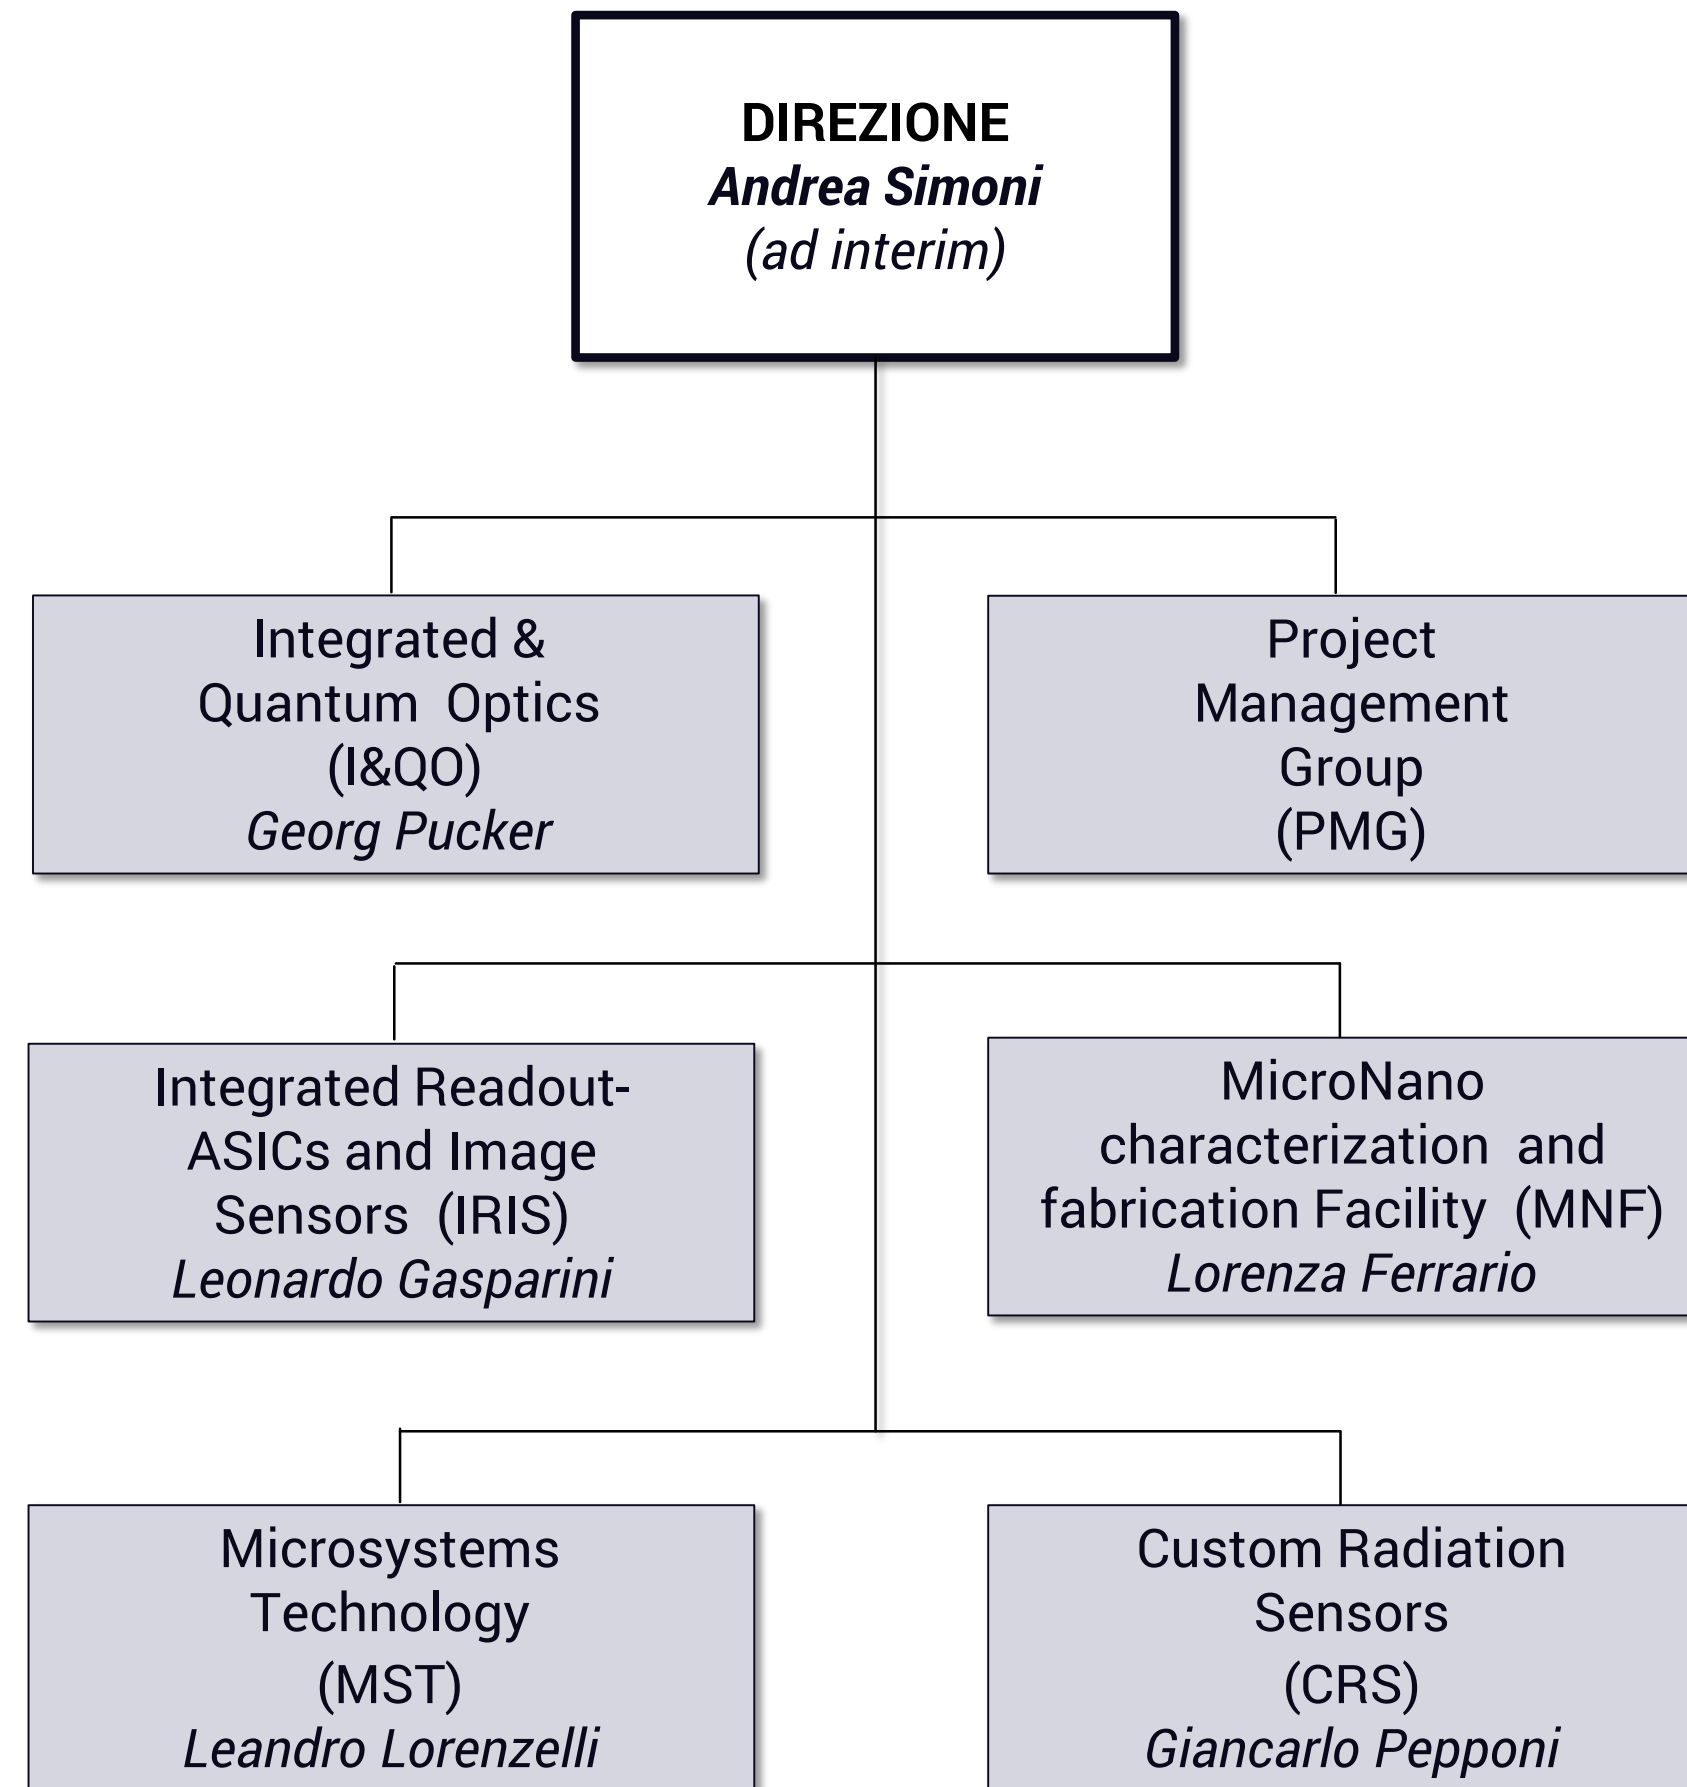 DIREZIONE
Andrea Simoni
(ad interim)
Integrated &
Quantum Optics
(I&QO)
Georg Pucker
Project
Management
Group
(PMG)
Integrated Readout-
ASICs and Image
Sensors (IRIS)
Leonardo Gasparini
MicroNano
characterization and
fabrication Facility (MNF)
Lorenza Ferrario
Microsystems
Technology
(MST)
Leandro Lorenzelli
Custom Radiation
Sensors
(CRS)
Giancarlo Pepponi